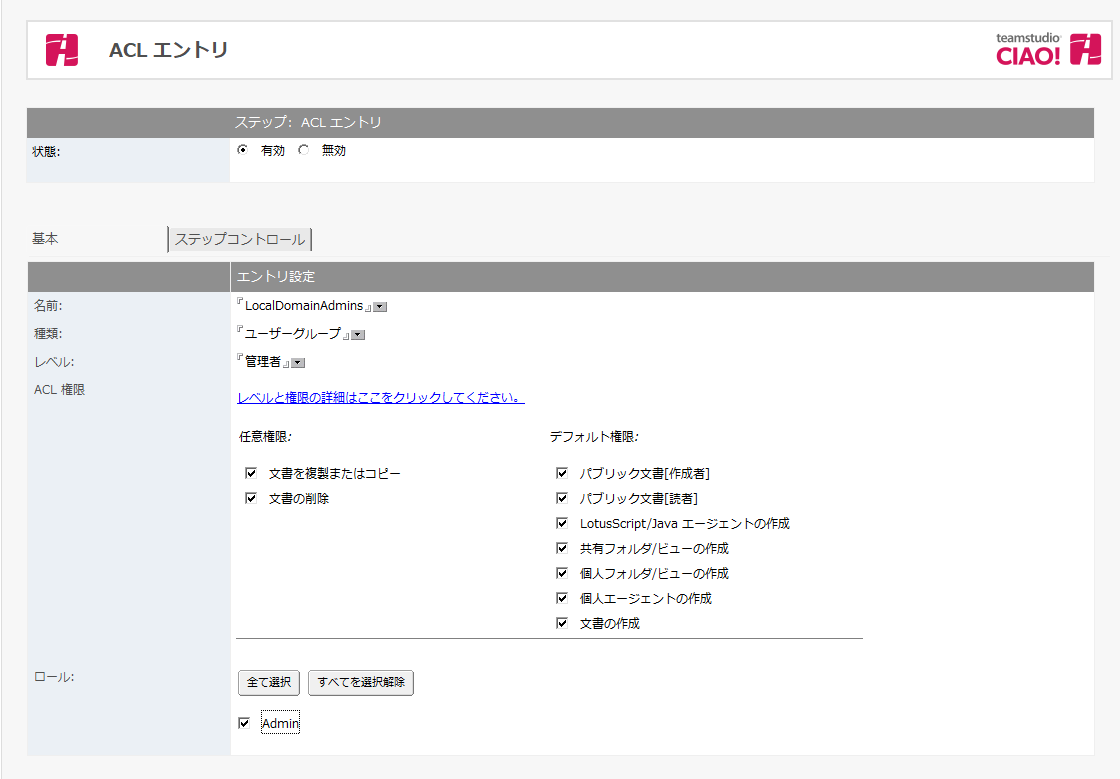 ACL エントリ
teamstudio
CIAO!
ステップ: ACL エントリ
状態:
有効 無効
基本 ステップコントロール
エントリ設定
名前: 『LocalDomainAdmins』
種類: 『ユーザーグループ』
レベル: 『管理者』
ACL 権限
レベルと権限の詳細はここをクリックしてください。
任意権限: デフォルト権限:
文書を複製またはコピー パブリック文書[作成者]
文書の削除 パブリック文書[読者]
LotusScript/Java エージェントの作成
共有フォルダ/ビューの作成
個人フォルダ/ビューの作成
個人エージェントの作成
文書の作成
ロール: 全て選択 すべてを選択解除
Admin